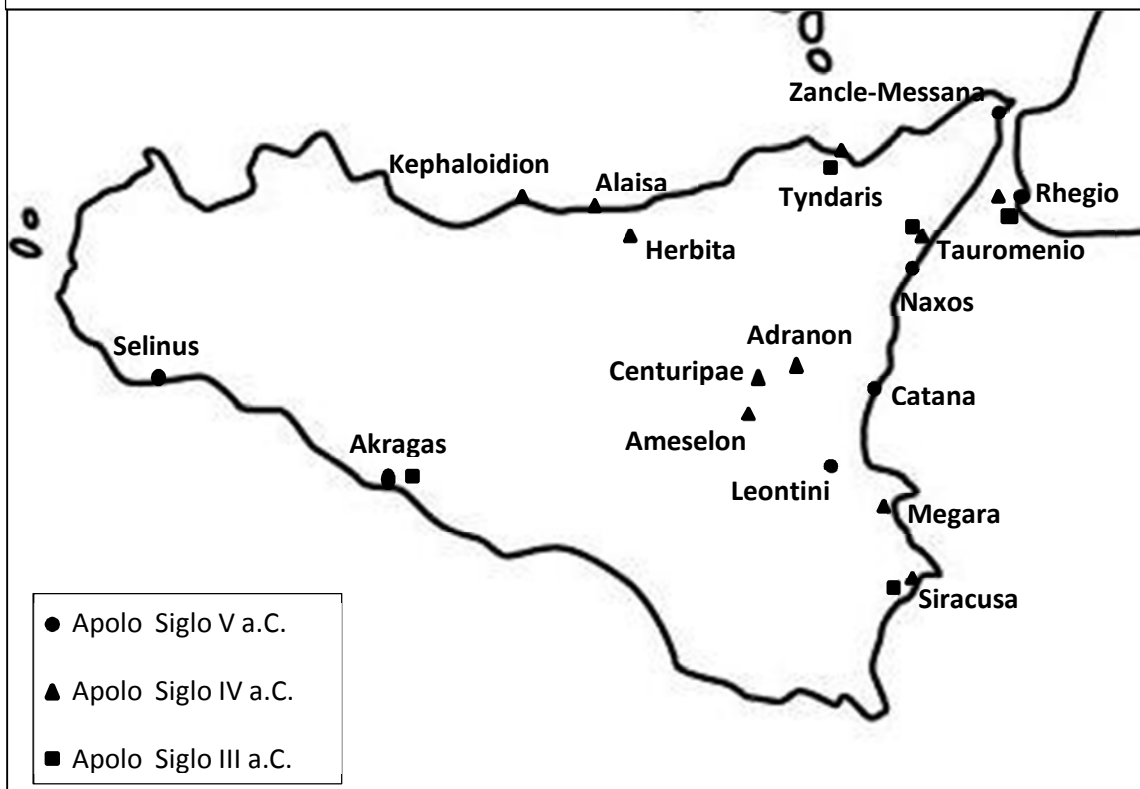 Zancle-Messana
Kephaloidion
Alaisa
Tyndaris
Rhegio
Herbita
Tauromenio
Naxos
Selinus
Adranon
Centuripae
Catana
Ameselon
Akragas
Leontini
Megara
Siracusa
Apolo Siglo V a.C.
Apolo Siglo IV a.C.
Apolo Siglo III a.C.